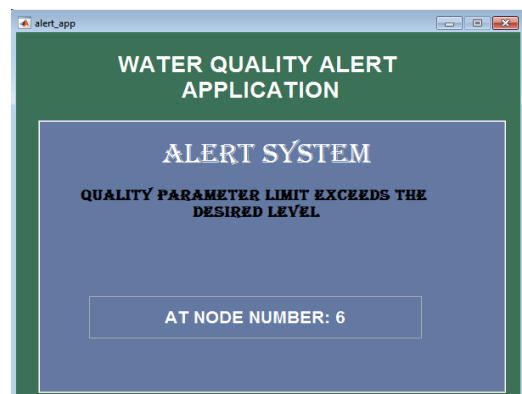 alert_app
WATER QUALITY ALERT
APPLICATION
ALERT SYSTEM
QUALITY PARAMETER LIMIT EXCEEDS THE
DESIRED LEVEL
AT NODE NUMBER: 6